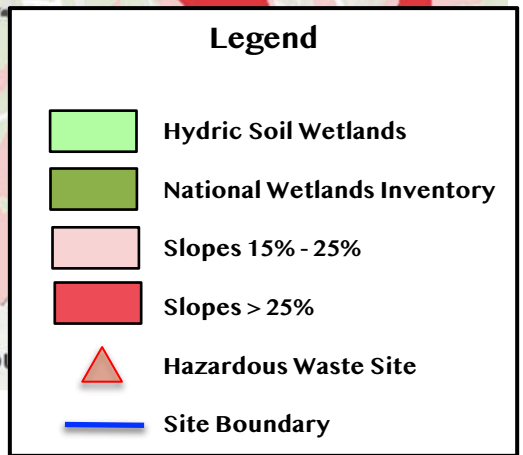 Legend
Hydric Soil Wetlands
National Wetlands Inventory
Slopes 15% - 25%
Slopes > 25%
Hazardous Waste Site
Site Boundary